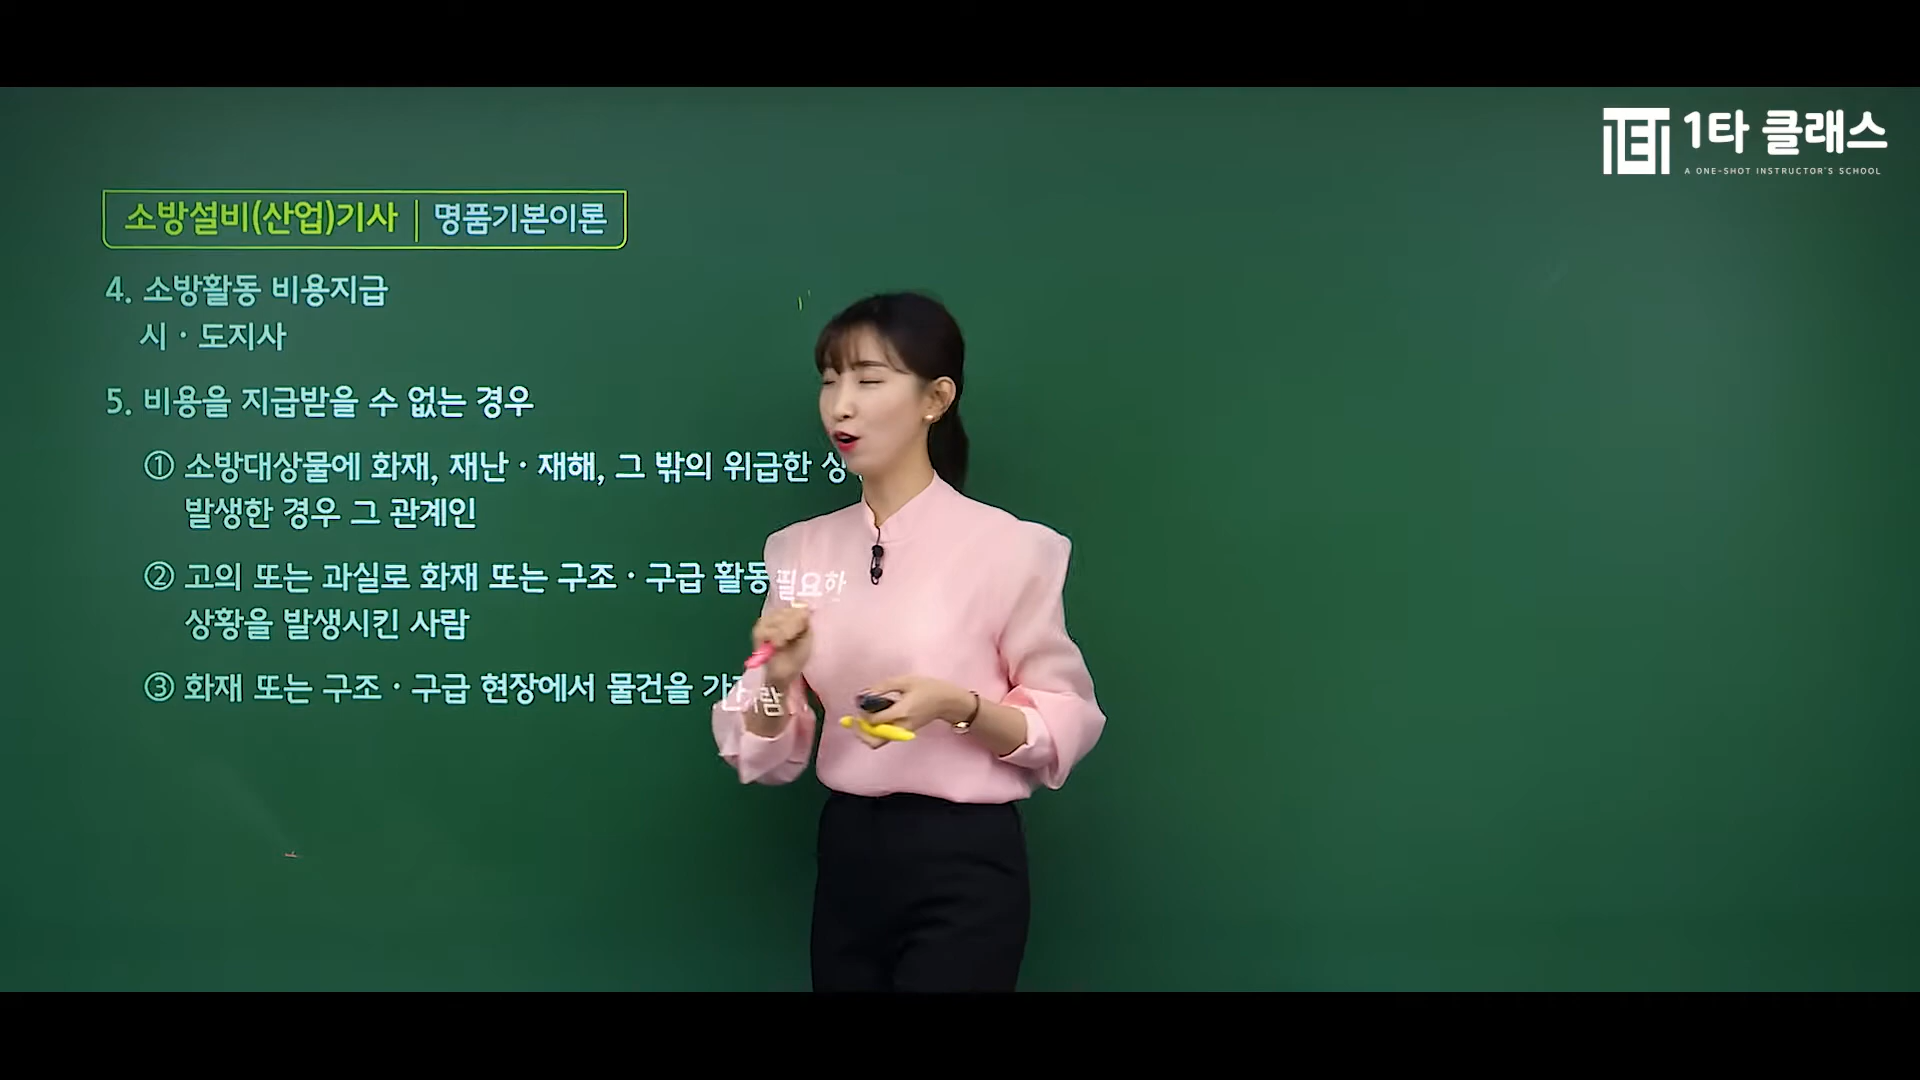 1타 클래스
A ONE-SHOT INSTRUCTOR'S SCHOOL
소방설비(산업)기사 | 명품기본이론
4. 소방활동 비용지급
시 · 도지사
5. 비용을 지급받을 수 없는 경우
① 소방대상물에 화재, 재난 · 재해, 그 밖의 위급한
발생한 경우 그 관계인
② 고의 또는 과실로 화재 또는 구조 · 구급 활동 필요하
상황을 발생시킨 사람
③ 화재 또는 구조 · 구급 현장에서 물건을